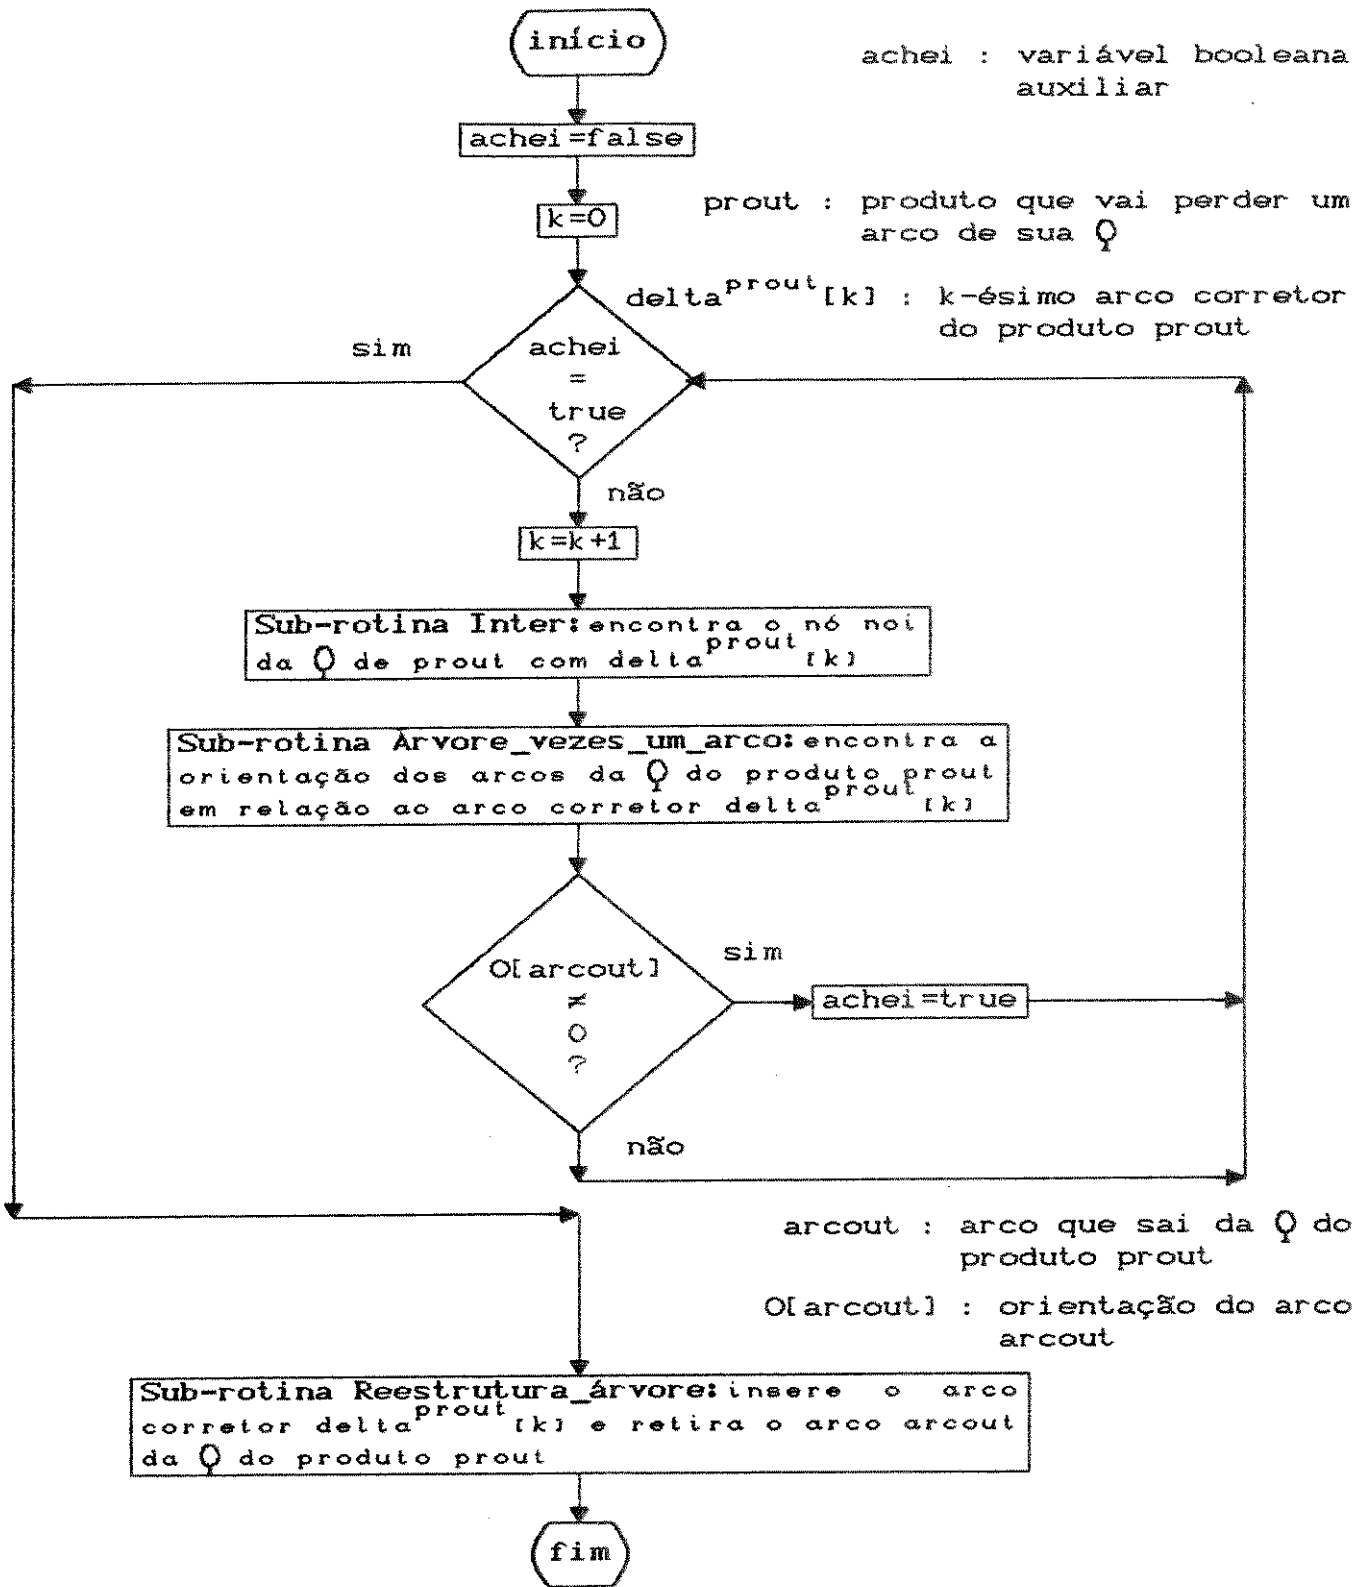 início
achei : variável booleana
auxiliar
achei=false
k=0
prout : produto que vai perder um
arco de sua
delta^prout[k] : k-ésimo arco corretor
do produto prout
sim
achei
=
true
?
não
k=k+1
Sub-rotina Inter: encontra o nó noi
da de prout com delta^prout[k]
Sub-rotina Arvore_vezes_um_arco: encontra a
orientação dos arcos da do produto prout
em relação ao arco corretor delta^prout[k]
O[arcout]
≠
0
?
sim
achei=true
não
arcout : arco que sai da do
produto prout
O[arcout] : orientação do arco
arcout
Sub-rotina Reestrutura_árvore: insere o arco
corretor delta^prout[k] e retira o arco arcout
da do produto prout
fim